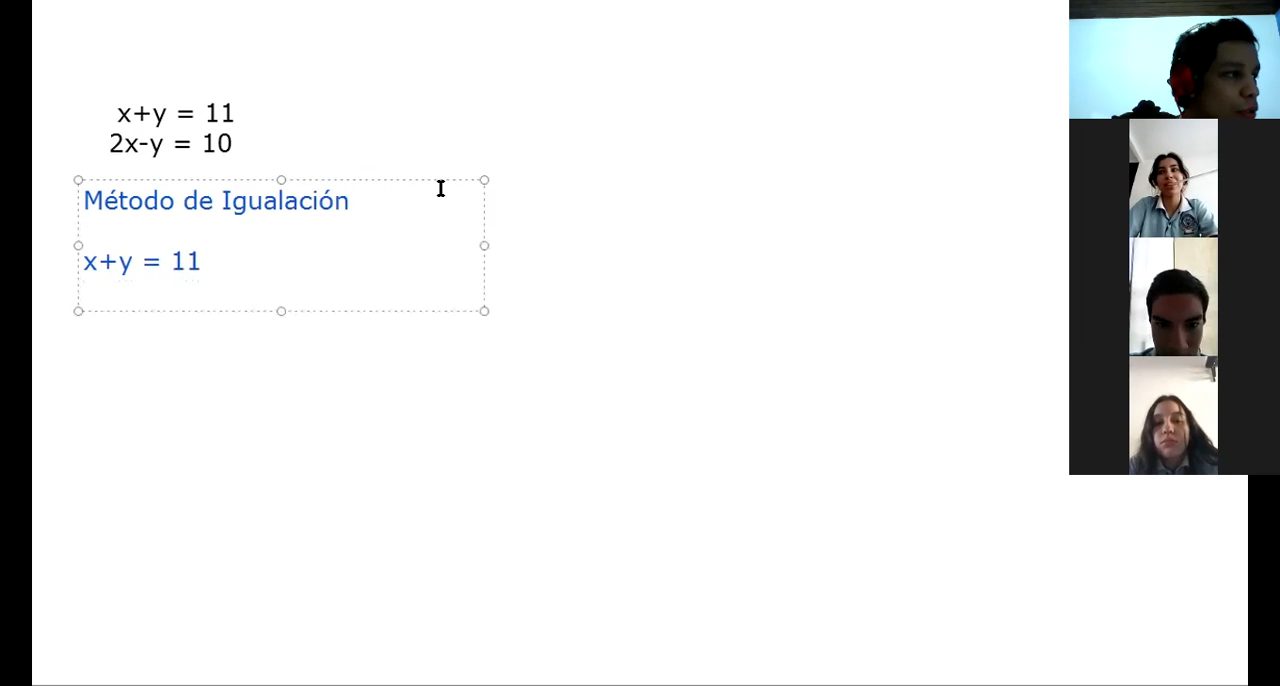 x+y = 11
2x-y = 10
Método de Igualación
x+y = 11